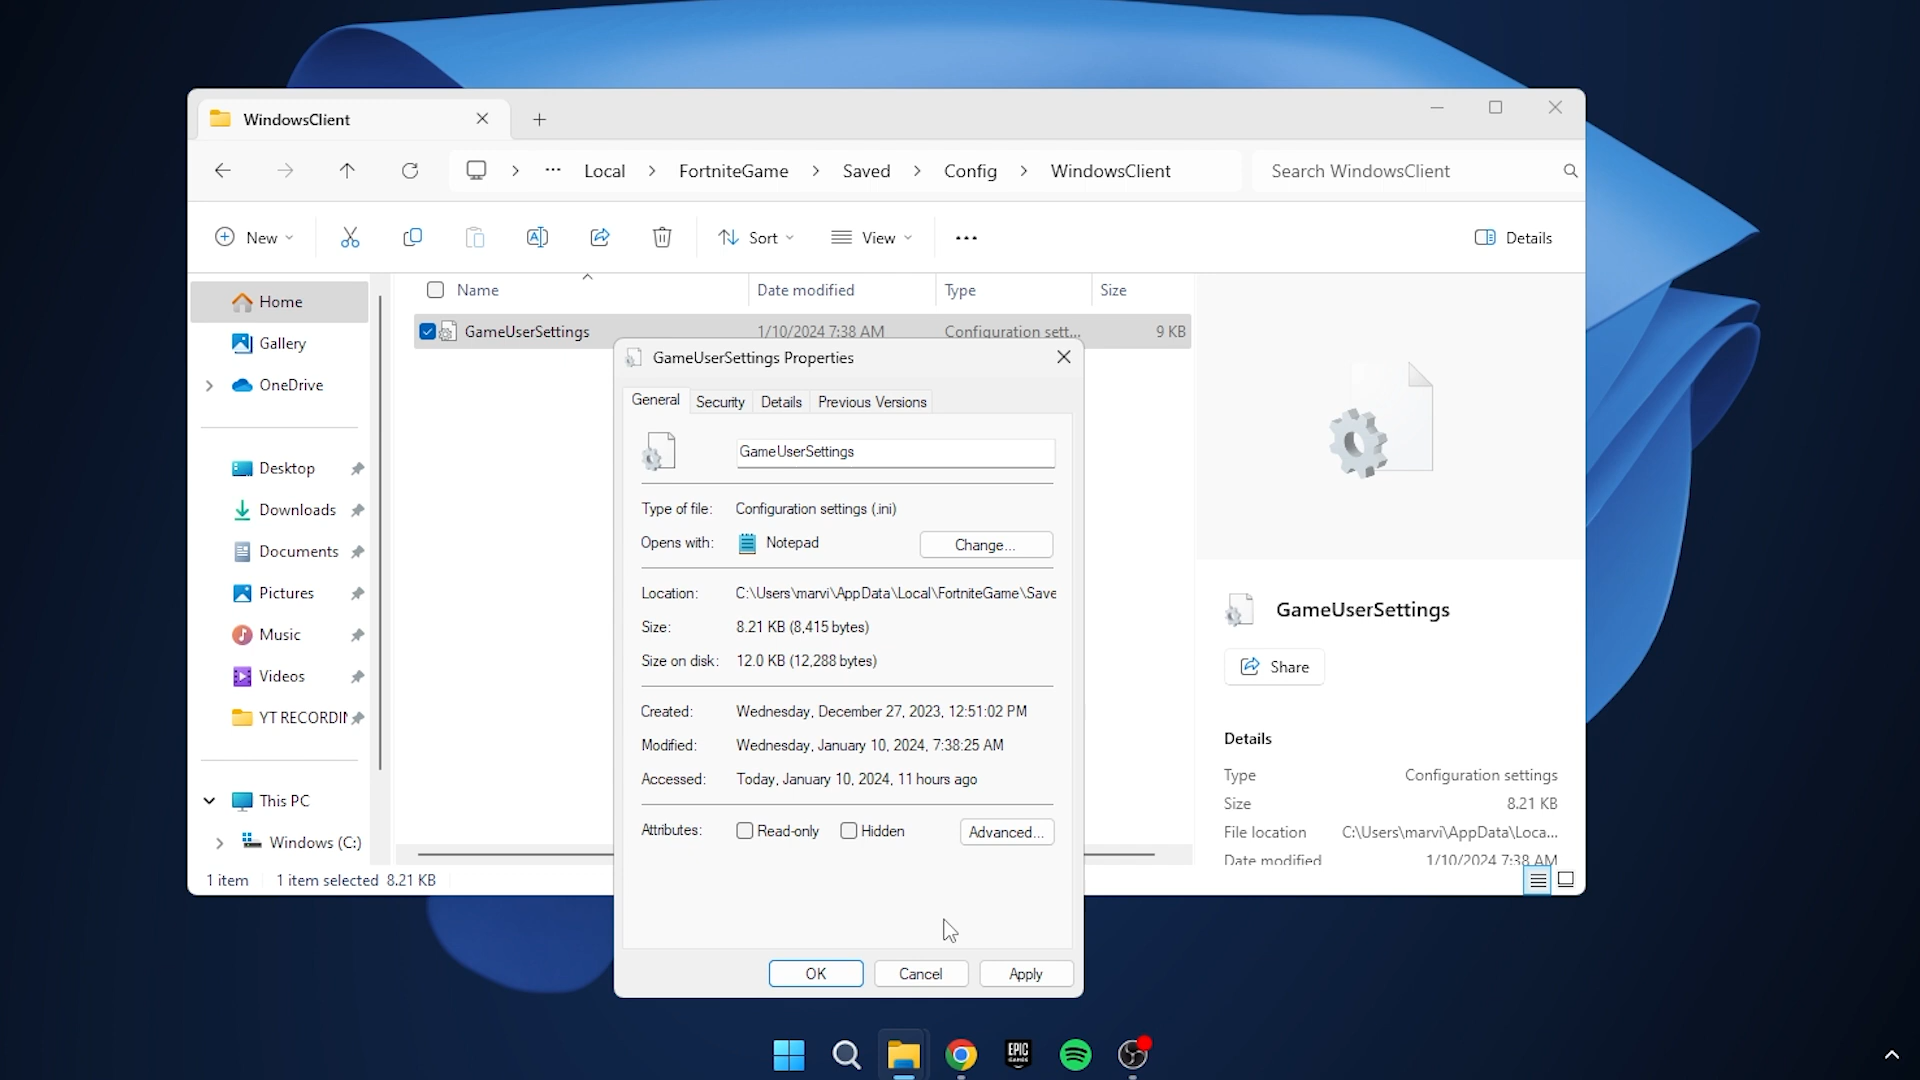 WindowsClient
Local
FortniteGame
Saved
Config
WindowsClient
Search WindowsClient
New
Sort
View
Details
Home
Gallery
OneDrive
Desktop
Downloads
Documents
Pictures
Music
Videos
YT RECORDIN
This PC
Windows (C:)
Name Date modified Type Size
GameUserSettings 1/10/2024 7:38 AM Configuration sett... 9 KB
GameUserSettings Properties
General Security Details Previous Versions
GameUserSettings
Type of file: Configuration settings (.ini)
Opens with: Notepad Change...
Location: C:\Users\marvi\AppData\Local\FortniteGame\Save
Size: 8.21 KB (8,415 bytes)
Size on disk: 12.0 KB (12,288 bytes)
Created: Wednesday, December 27, 2023, 12:51:02 PM
Modified: Wednesday, January 10, 2024, 7:38:25 AM
Accessed: Today, January 10, 2024, 11 hours ago
Attributes: Read-only Hidden Advanced...
OK Cancel Apply
GameUserSettings
Share
Details
Type Configuration settings
Size 8.21 KB
File location C:\Users\marvi\AppData\Loca...
Date modified 1/10/2024 7:38 AM
1 item 1 item selected 8.21 KB
EPIC
GAMES